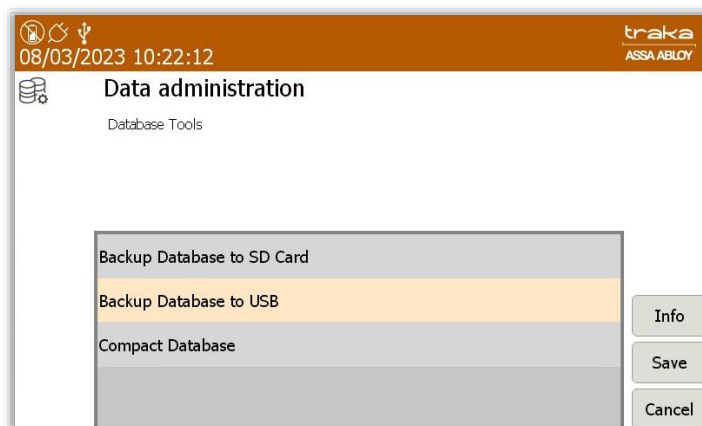 traka
08/03/2023 10:22:12
ASSA ABLOY
Data administration
Database Tools
Backup Database to SD Card
Backup Database to USB
Compact Database
Info
Save
Cancel